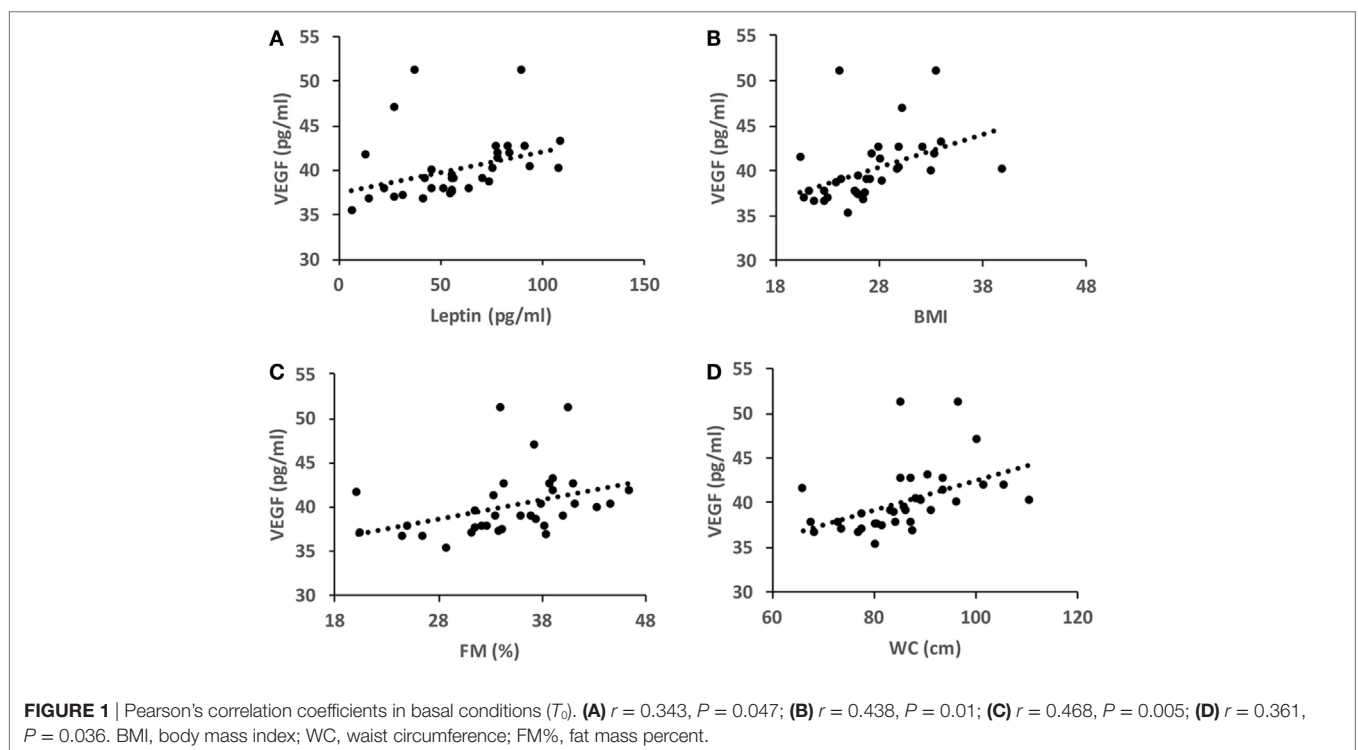 A
VEGF (pg/ml)
55
50
45
40
35
30
0
50
100
150
Leptin (pg/ml)
B
VEGF (pg/ml)
55
50
45
40
35
30
18
28
38
48
BMI
C
VEGF (pg/ml)
55
50
45
40
35
30
18
28
38
48
FM (%)
D
VEGF (pg/ml)
55
50
45
40
35
30
60
80
100
120
WC (cm)
FIGURE 1 | Pearson's correlation coefficients in basal conditions (T₀). (A) r = 0.343, P = 0.047; (B) r = 0.438, P = 0.01; (C) r = 0.468, P = 0.005; (D) r = 0.361,
P = 0.036. BMI, body mass index; WC, waist circumference; FM%, fat mass percent.